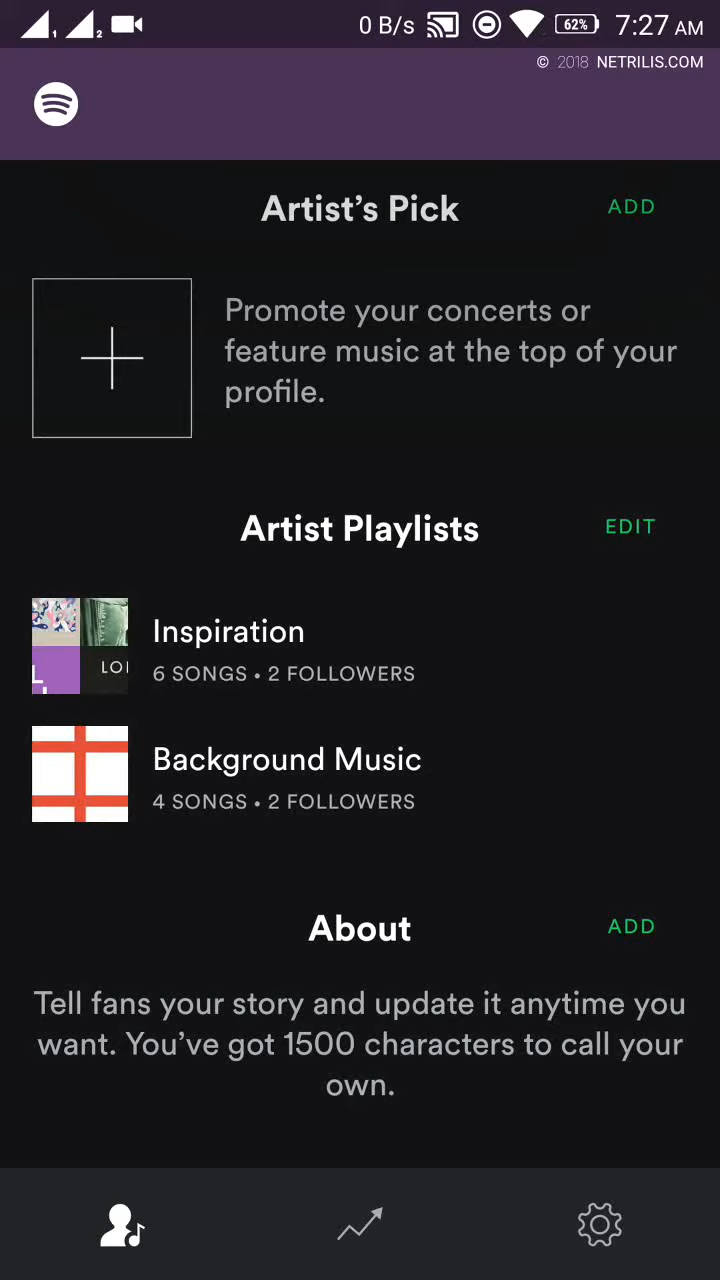 1 2 0 B/s 62% 7:27 AM
© 2018 NETRILIS.COM
Artist’s Pick ADD
Promote your concerts or
feature music at the top of your
profile.
Artist Playlists EDIT
Inspiration
6 SONGS • 2 FOLLOWERS
Background Music
4 SONGS • 2 FOLLOWERS
About ADD
Tell fans your story and update it anytime you
want. You’ve got 1500 characters to call your
own.